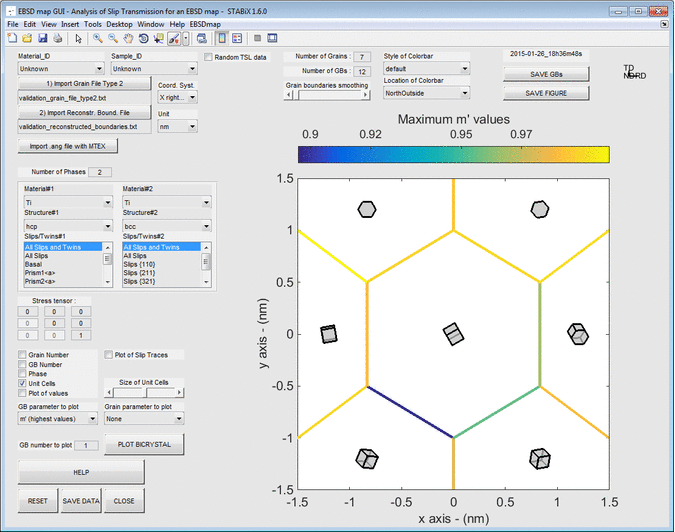 EBSD map GUI - Analysis of Slip Transmission for an EBSD map - STABiX 1.6.0
File Edit View Insert Tools Desktop Window Help EBSDmap
Material_ID
Unknown
Sample_ID
Unknown
Random TSL data
1) Import Grain File Type 2
validation_grain_file_type2.txt
2) Import Reconstr. Bound. File
validation_reconstructed_boundaries.txt
Import .ang file with MTEX
Coord. Syst.
X right...
Unit
nm
Number of Grains : 7
Number of GBs : 12
Grain boundaries smoothing
Style of Colorbar
default
Location of Colorbar
NorthOutside
2015-01-26_18h36m48s
SAVE GBs
SAVE FIGURE
TD
RD
Number of Phases 2
Material#1
Ti
Structure#1
hcp
Slips/Twins#1
All Slips and Twins
All Slips
Basal
Prism1<a>
Prism2<a>
Material#2
Ti
Structure#2
bcc
Slips/Twins#2
All Slips and Twins
All Slips
Slips {110}
Slips {211}
Slips {321}
Stress tensor :
0 0 0
0 0 0
0 0 1
Grain Number
GB Number
Phase
Unit Cells
Plot of values
Plot of Slip Traces
Size of Unit Cells
GB parameter to plot
m' (highest values)
Grain parameter to plot
None
GB number to plot 1
PLOT BICRYSTAL
HELP
RESET SAVE DATA CLOSE
Maximum m' values
0.9 0.92 0.95 0.97
1.5
1
0.5
0
-0.5
-1
-1.5
y axis - (nm)
-1.5 -1 -0.5 0 0.5 1 1.5
x axis - (nm)